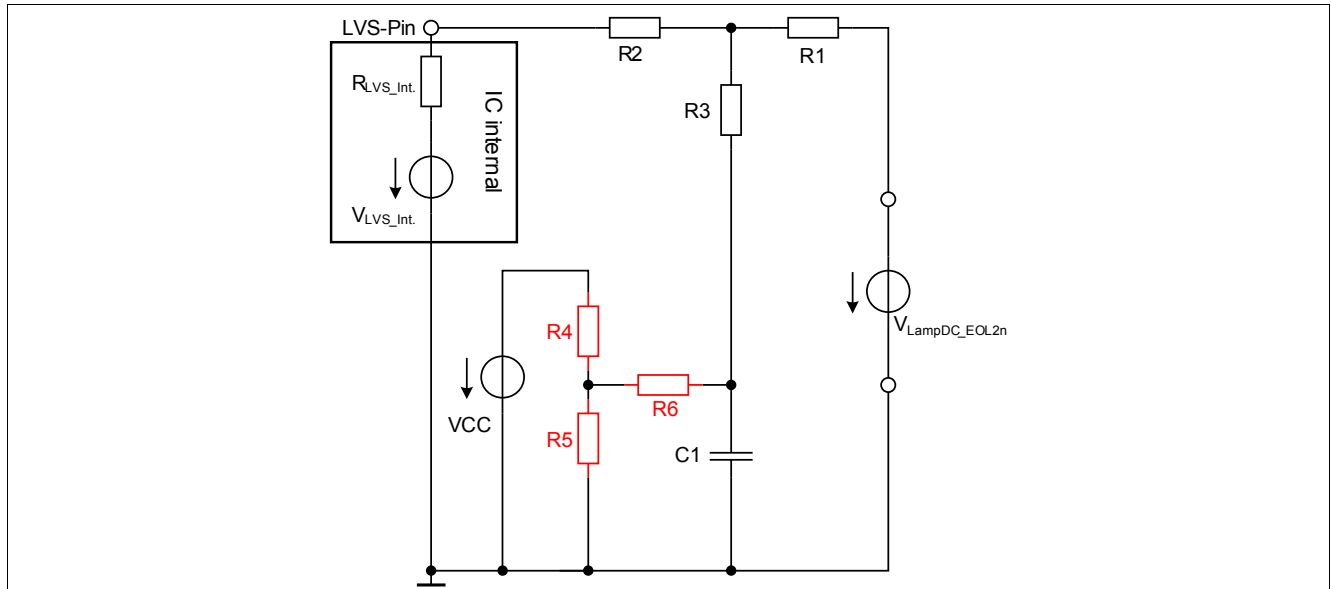 LVS-Pin
R2
R1
RLVS_Int.
IC internal
R3
VLVS_Int.
R4
VLampDC_EOL2n
R6
VCC
R5
C1